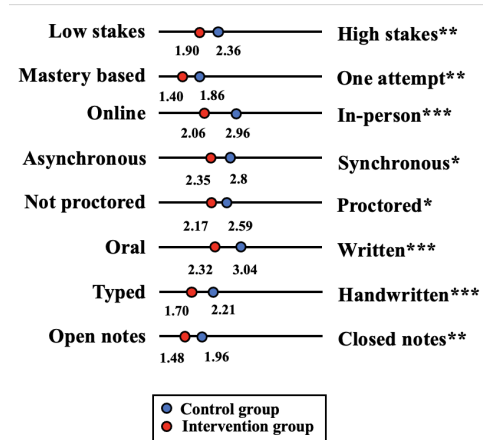 Low stakes High stakes**
1.90 2.36
Mastery based One attempt**
1.40 1.86
Online In-person***
2.06 2.96
Asynchronous Synchronous*
2.35 2.8
Not proctored Proctored*
2.17 2.59
Oral Written***
2.32 3.04
Typed Handwritten***
1.70 2.21
Open notes Closed notes**
1.48 1.96
Control group
Intervention group